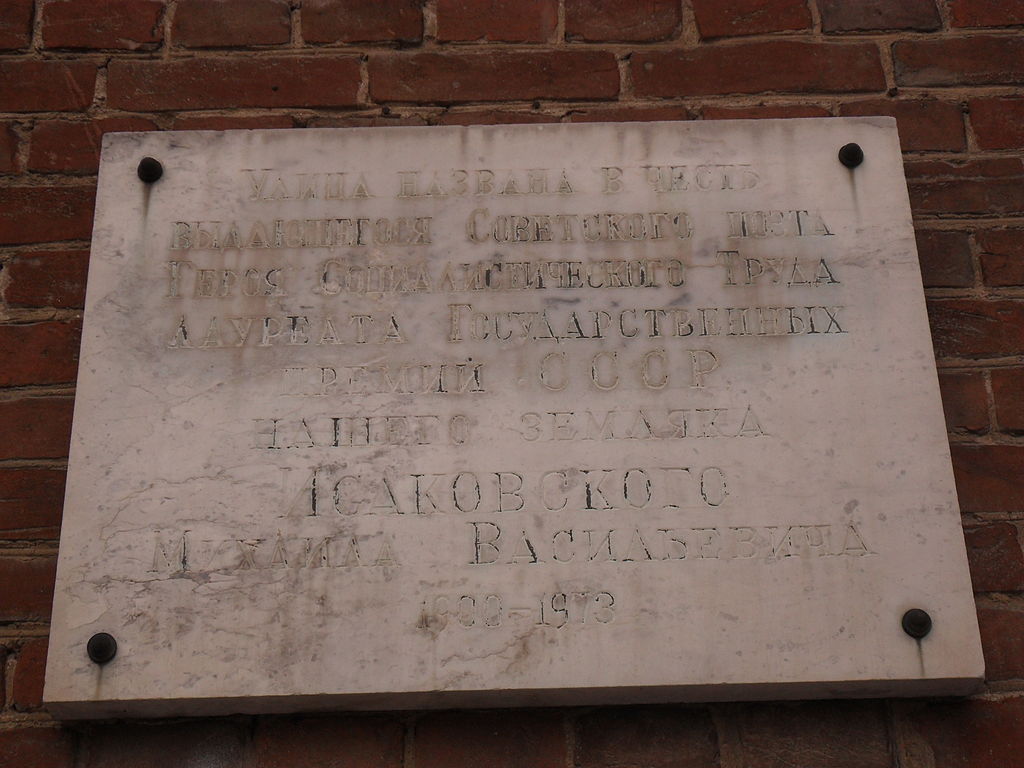 Улица названа в честь
выдающегося Советского поэта
Героя Социалистического Труда
лауреата Государственных
премий СССР
нашего земляка
Исаковского
Михаила Васильевича
1900-1973